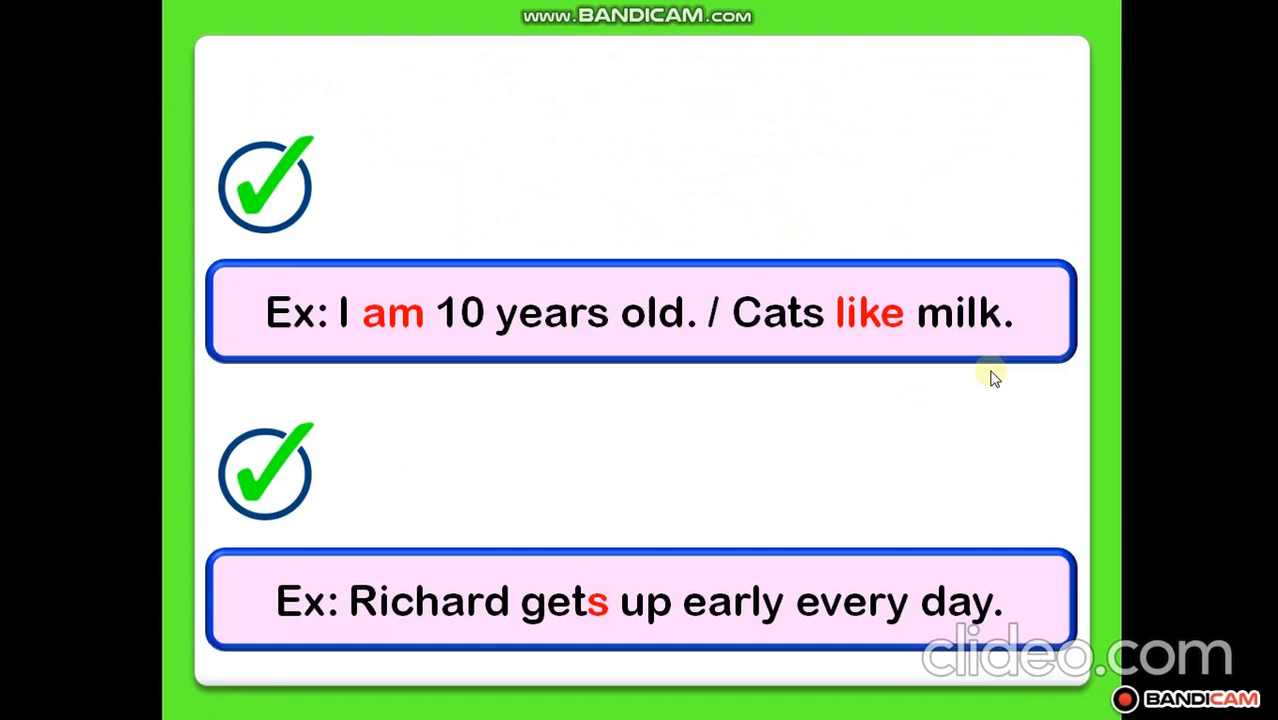 www.BANDICAM.com
Ex: I am 10 years old. / Cats like milk.
Ex: Richard gets up early every day.
clideo.com
BANDICAM